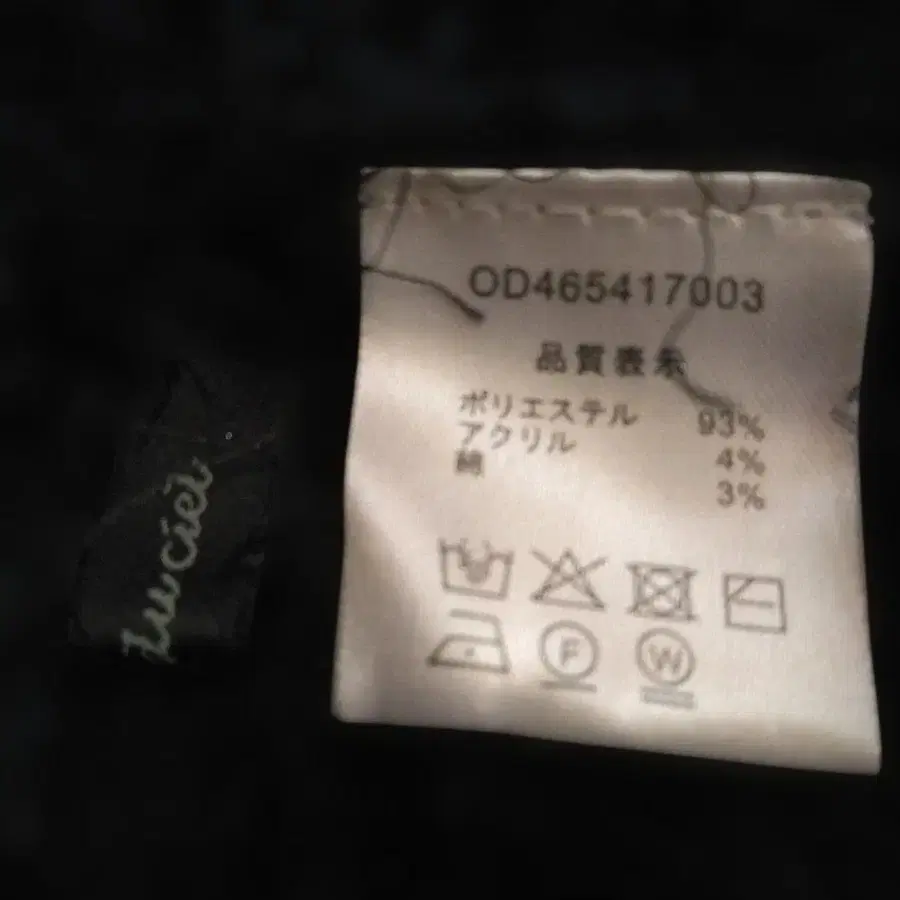 OD465417003
品質表示
ポリエステル 93%
アクリル 4%
綿 3%
F
W